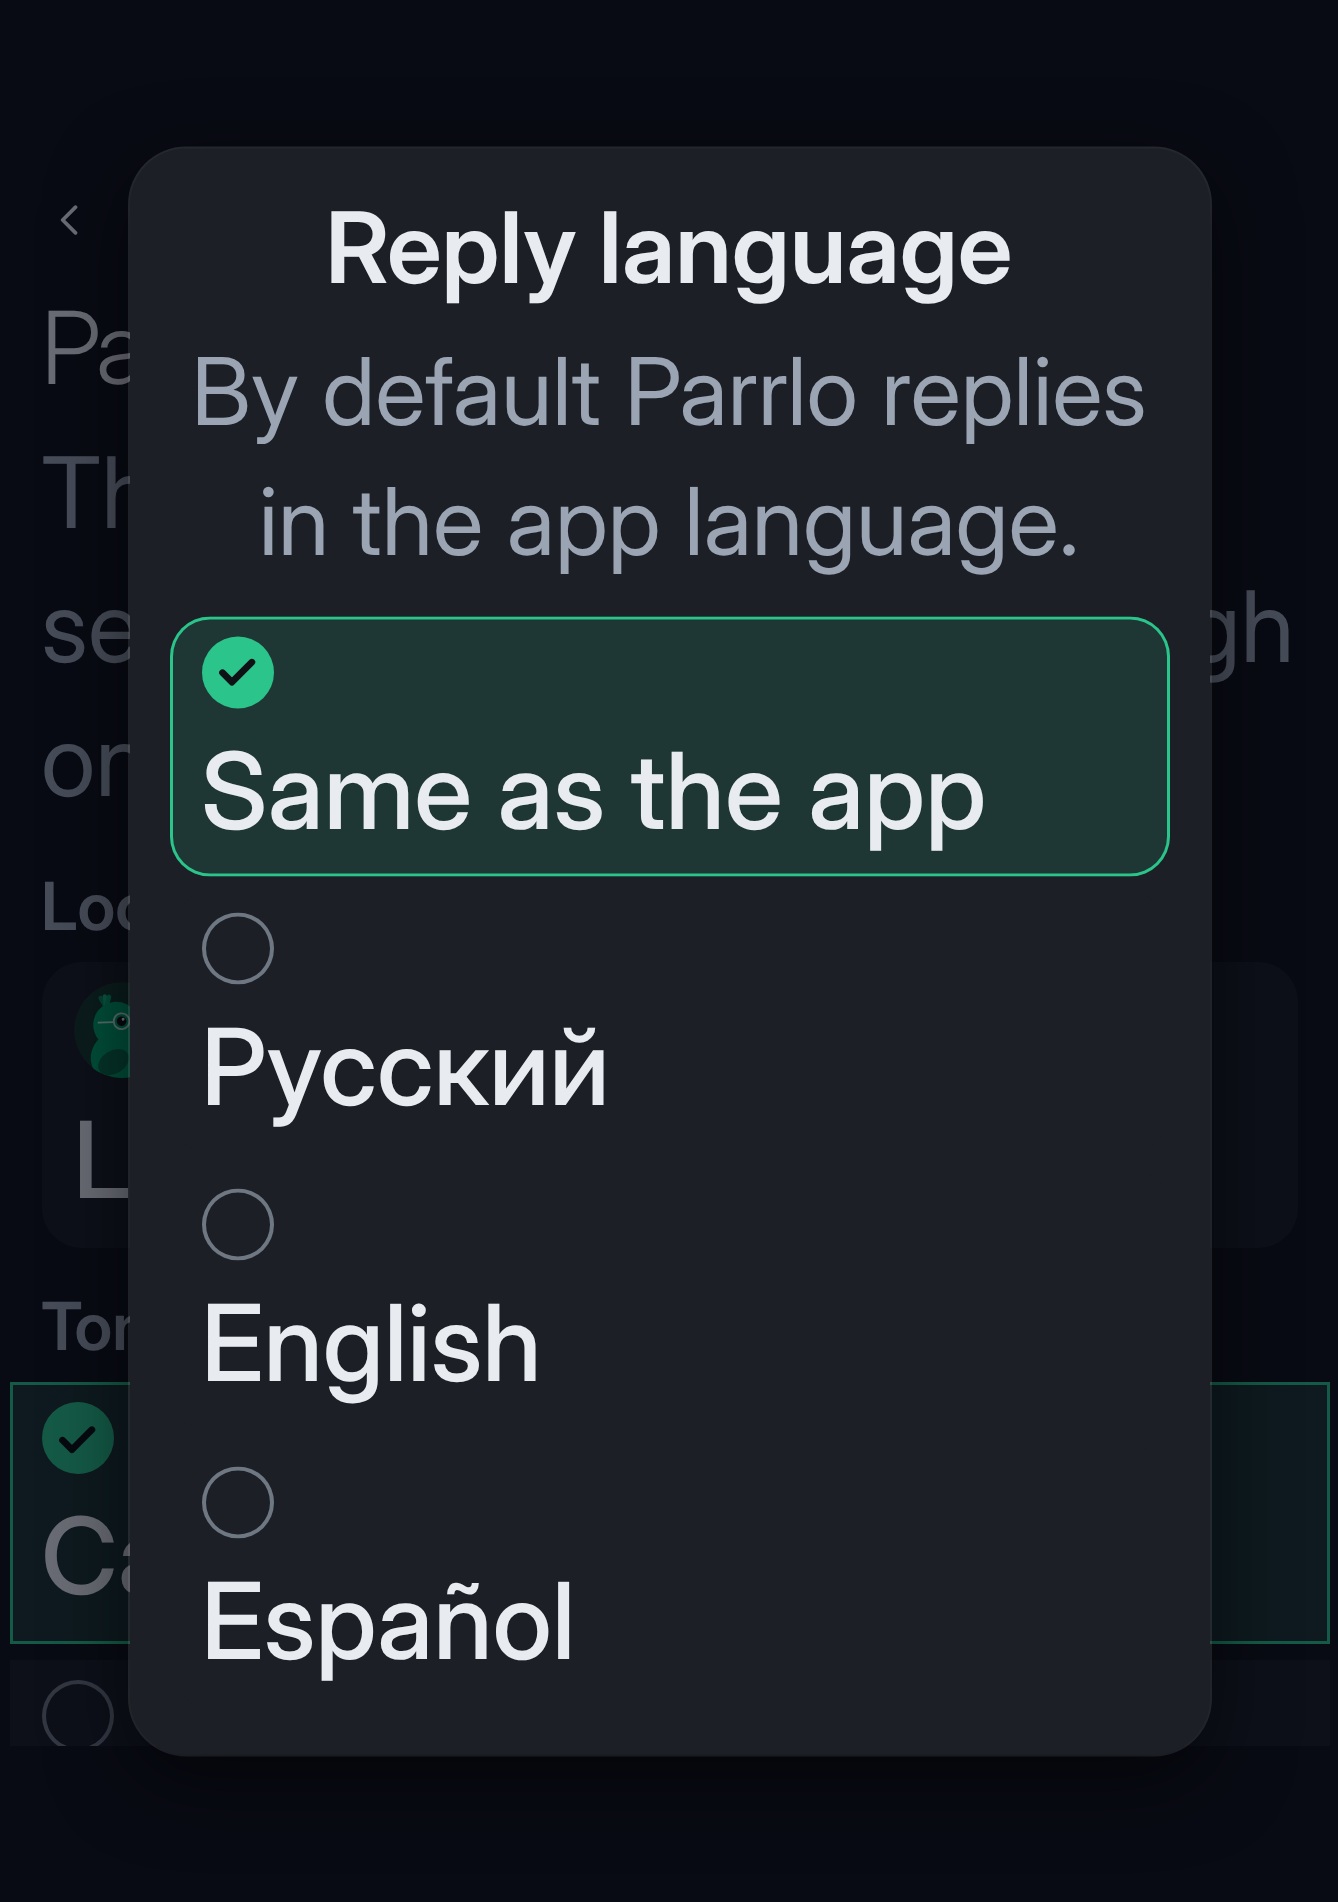 Reply language
By default Parrlo replies
in the app language.
Same as the app
Русский
English
Español